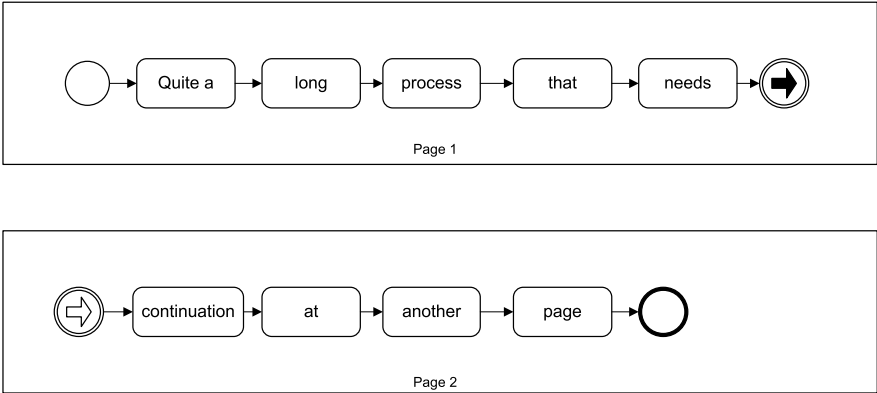 Quite a long process that needs
Page 1
continuation at another page
Page 2